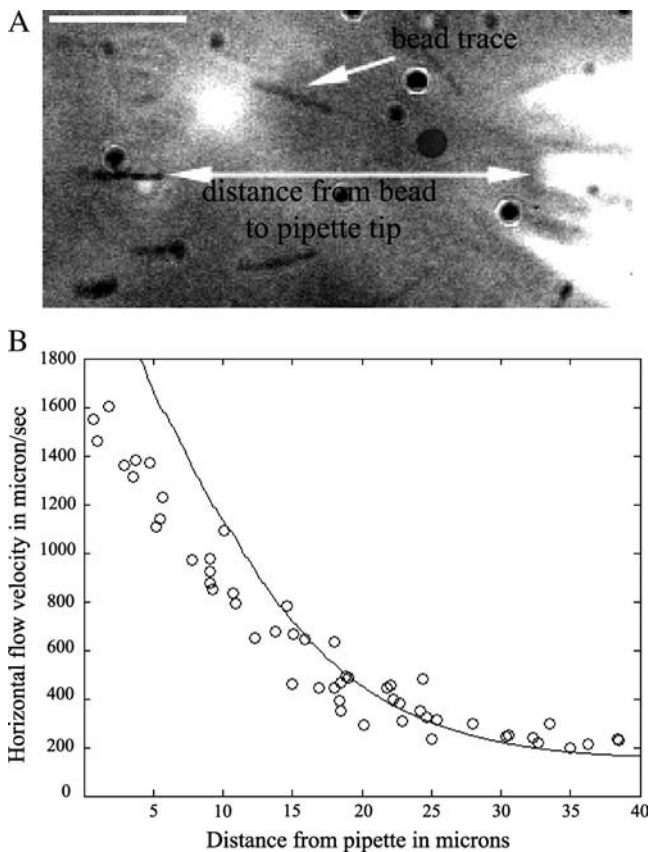 A
bead trace
distance from bead
to pipette tip
B
1800
1600
1400
1200
1000
800
600
400
200
0
Horizontal flow velocity in micron/sec
5 10 15 20 25 30 35 40
Distance from pipette in microns